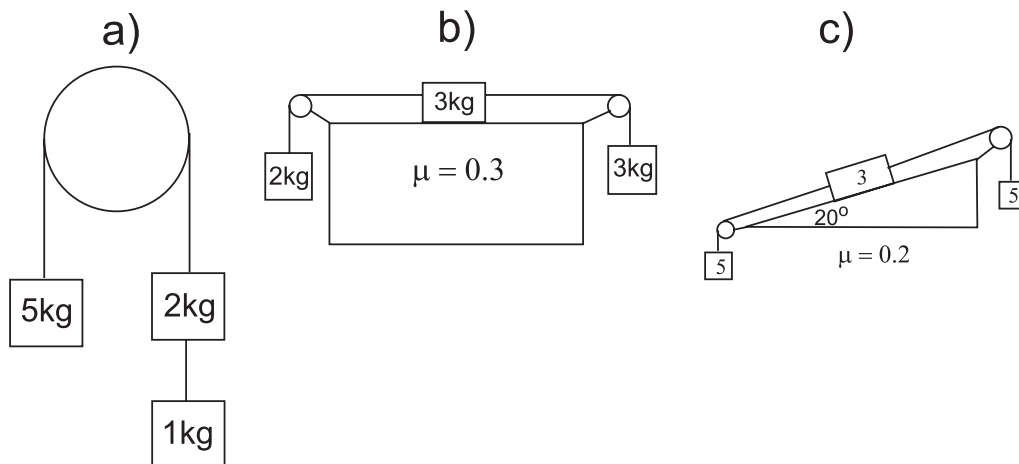 a)
5kg
2kg
1kg
b)
3kg
2kg
μ = 0.3
3kg
c)
3
5
20°
5
μ = 0.2